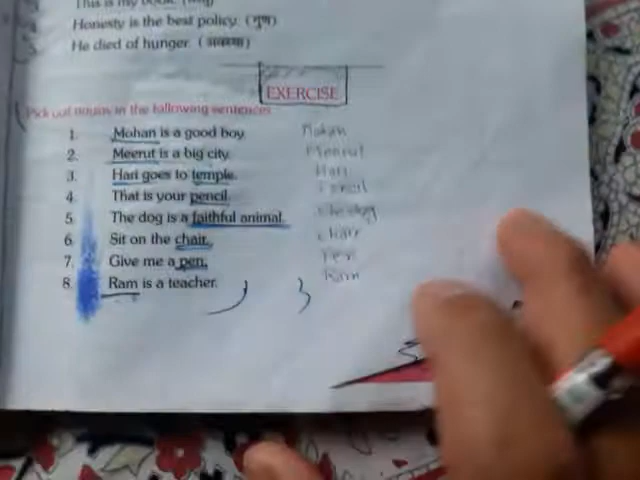 This is my book.
Honesty is the best policy. (गुण)
He died of hunger. (अवस्था)
EXERCISE
Pick out nouns in the following sentences
1. Mohan is a good boy. Mohan
2. Meerut is a big city. Meerut
3. Hari goes to temple. Hari
4. That is your pencil. Pencil
5. The dog is a faithful animal. the dog
6. Sit on the chair. chair
7. Give me a pen. Pen
8. Ram is a teacher. Ram